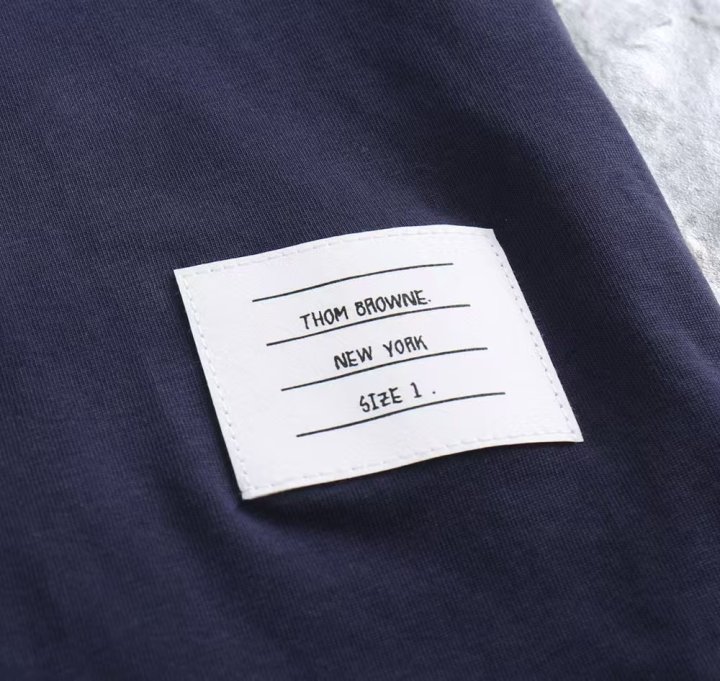 THOM BROWNE.
NEW YORK
SIZE 1 .